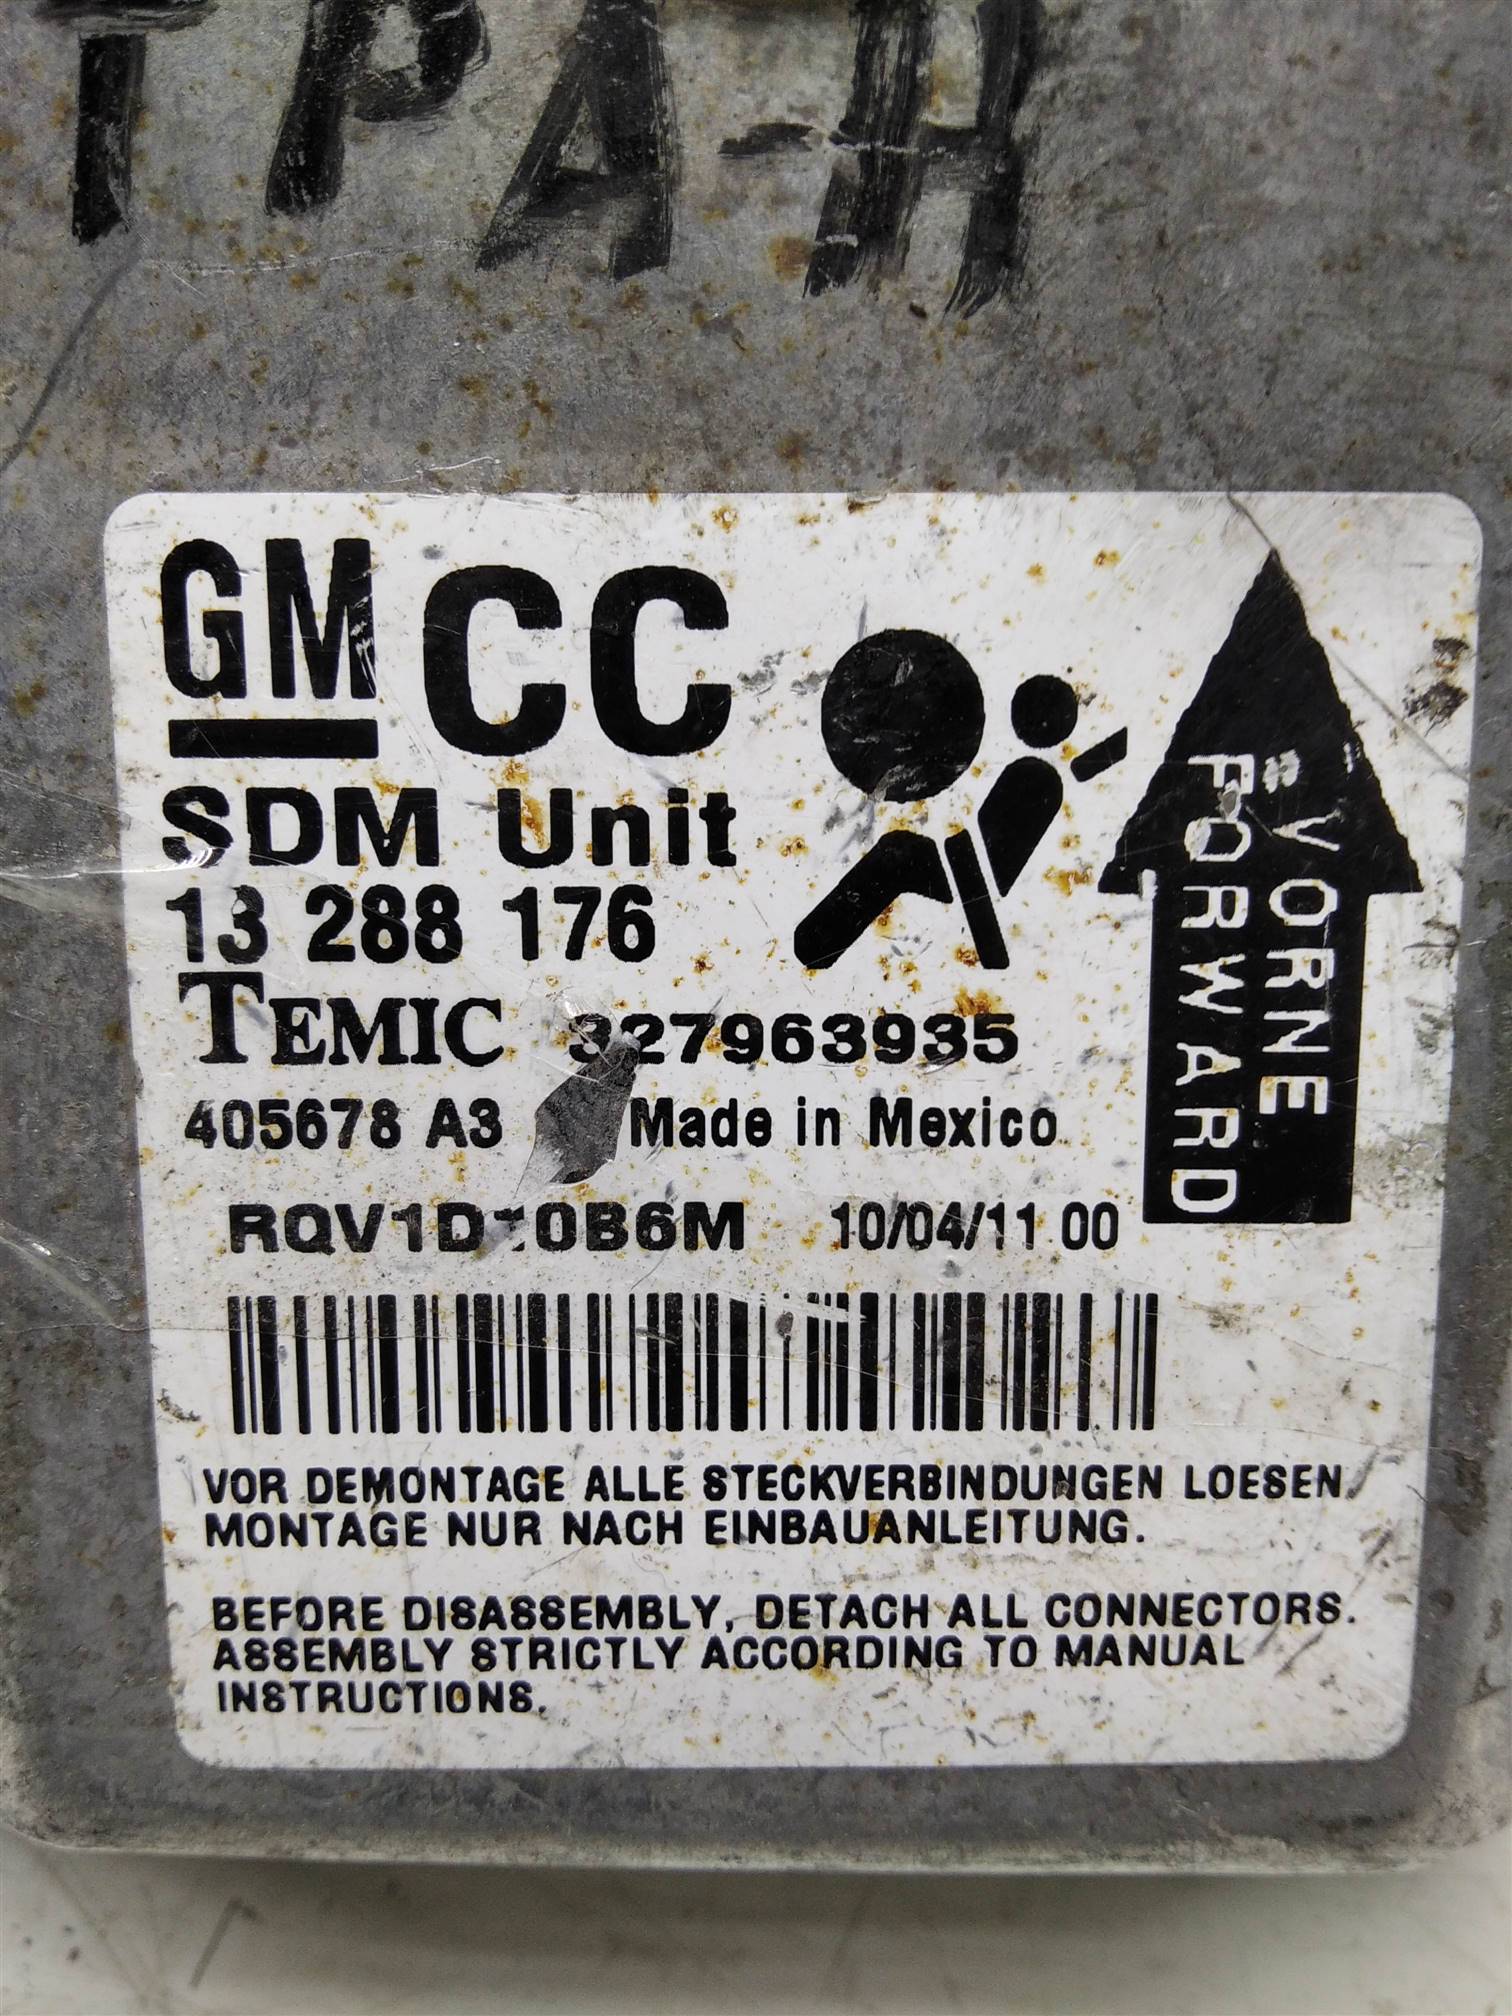 TPA-H
GM CC
SDM Unit
13 288 176
TEMIC 327963935
405678 A3 Made in Mexico
10/04/11 00
VORNE
FORWARD
VOR DEMONTAGE ALLE STECKVERBINDUNGEN LOESEN.
MONTAGE NUR NACH EINBAUANLEITUNG.
BEFORE DISASSEMBLY, DETACH ALL CONNECTORS.
ASSEMBLY STRICTLY ACCORDING TO MANUAL
INSTRUCTIONS.